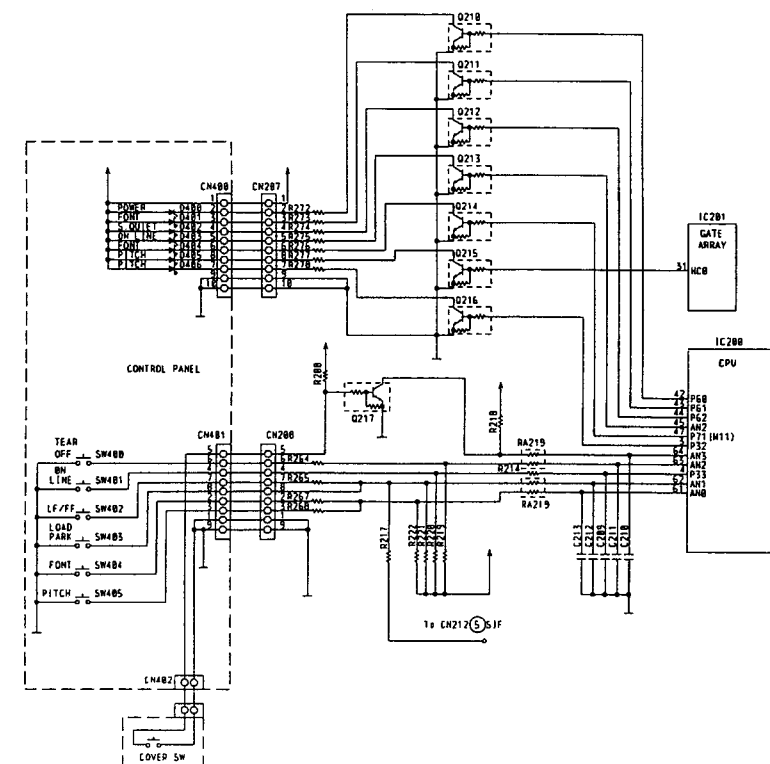 Q210
Q211
Q212
Q213
Q214
Q215
Q216
CN400
CN207
POWER D400
FONT D401
S.QUIET D402
ON LINE D403
FONT D404
PITCH D405
PITCH D406
R272
R273
R274
R275
R276
R277
R278
IC201
GATE
ARRAY
31
HC0
IC200
CPU
42 P60
43 P61
44 P62
45 AN2
47 P71(M11)
P32
64 AN3
63 AN2
4 P33
62 AN1
61 AN0
CONTROL PANEL
R288
Q217
R218
RA219
R214
RA219
CN401
CN208
TEAR
OFF SW400
ON
LINE SW401
LF/FF SW402
LOAD
PARK SW403
FONT SW404
PITCH SW405
R264
R265
R267
R268
R217
R219
C213
C212
C209
C211
C210
To CN212 5 SJF
CN402
COVER SW